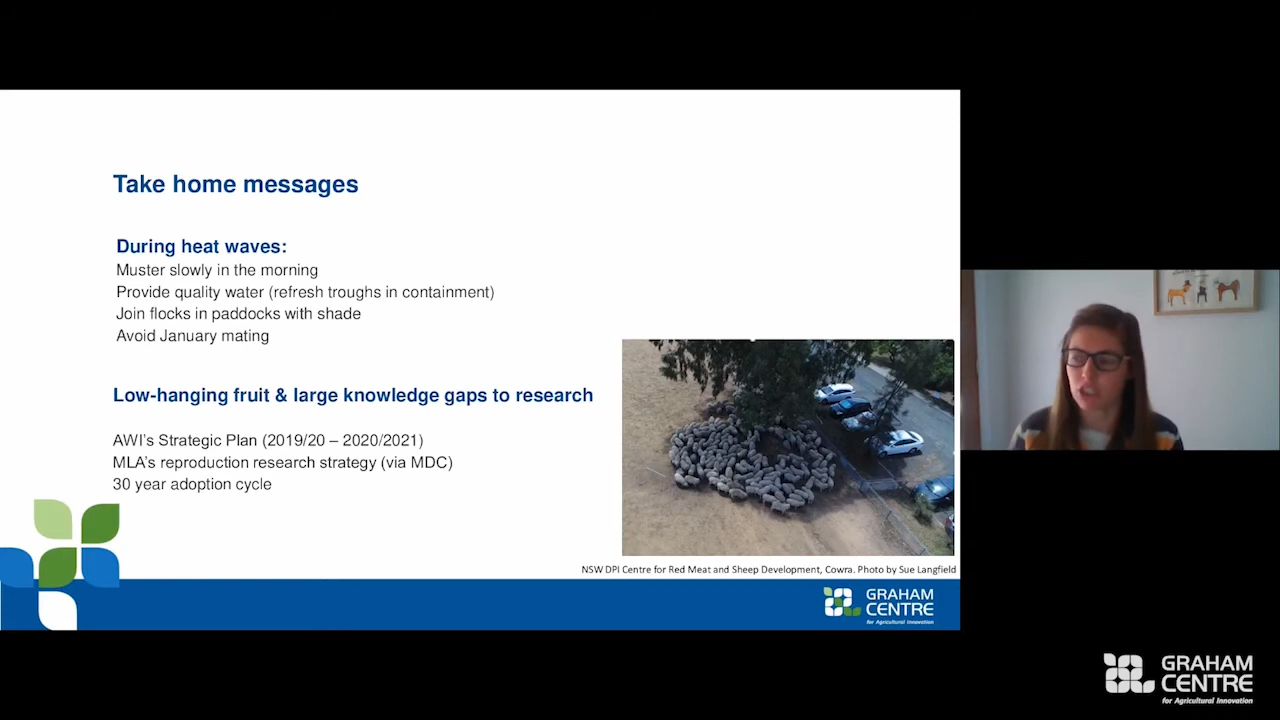 Take home messages
During heat waves:
Muster slowly in the morning
Provide quality water (refresh troughs in containment)
Join flocks in paddocks with shade
Avoid January mating
Low-hanging fruit & large knowledge gaps to research
AWI's Strategic Plan (2019/20 – 2020/2021)
MLA's reproduction research strategy (via MDC)
30 year adoption cycle
NSW DPI Centre for Red Meat and Sheep Development, Cowra. Photo by Sue Langfield
GRAHAM
CENTRE
for Agricultural Innovation
GRAHAM
CENTRE
for Agricultural Innovation